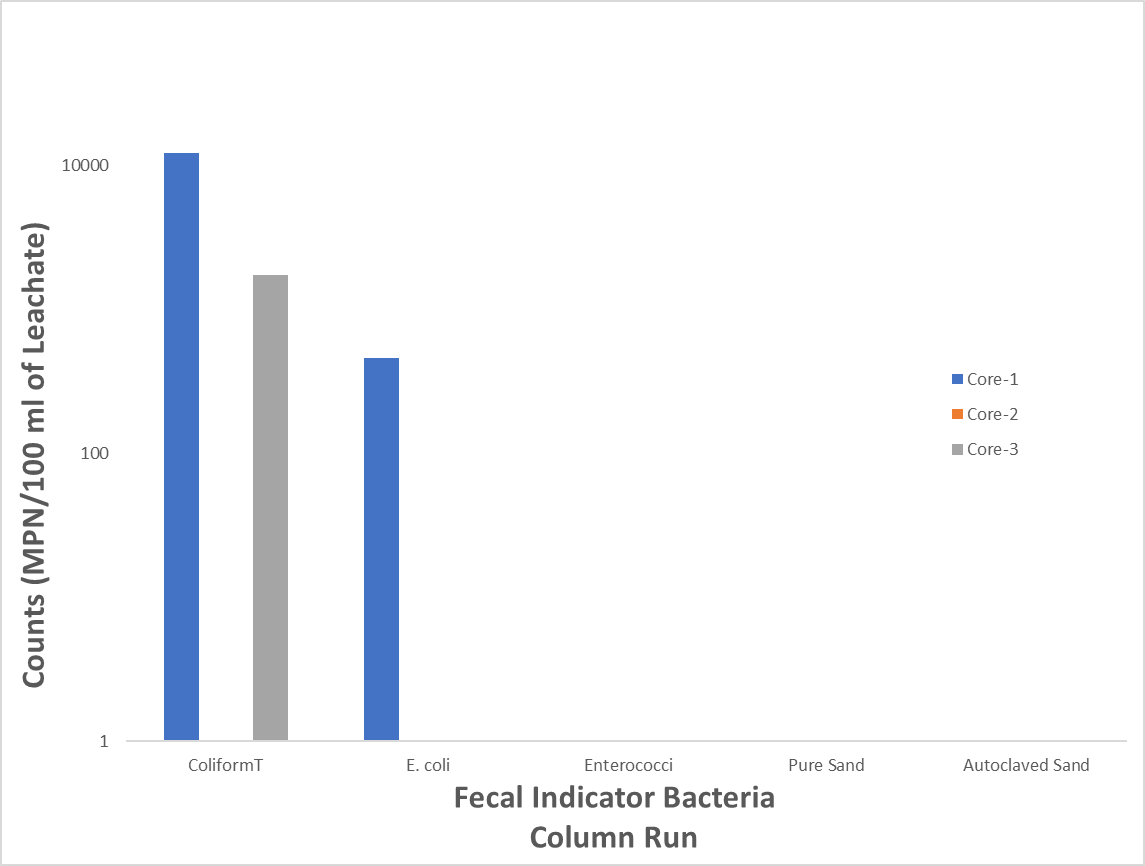 Counts (MPN/100 ml of Leachate)
10000
100
1
Core-1
Core-2
Core-3
ColiformT
E. coli
Enterococci
Pure Sand
Autoclaved Sand
Fecal Indicator Bacteria
Column Run